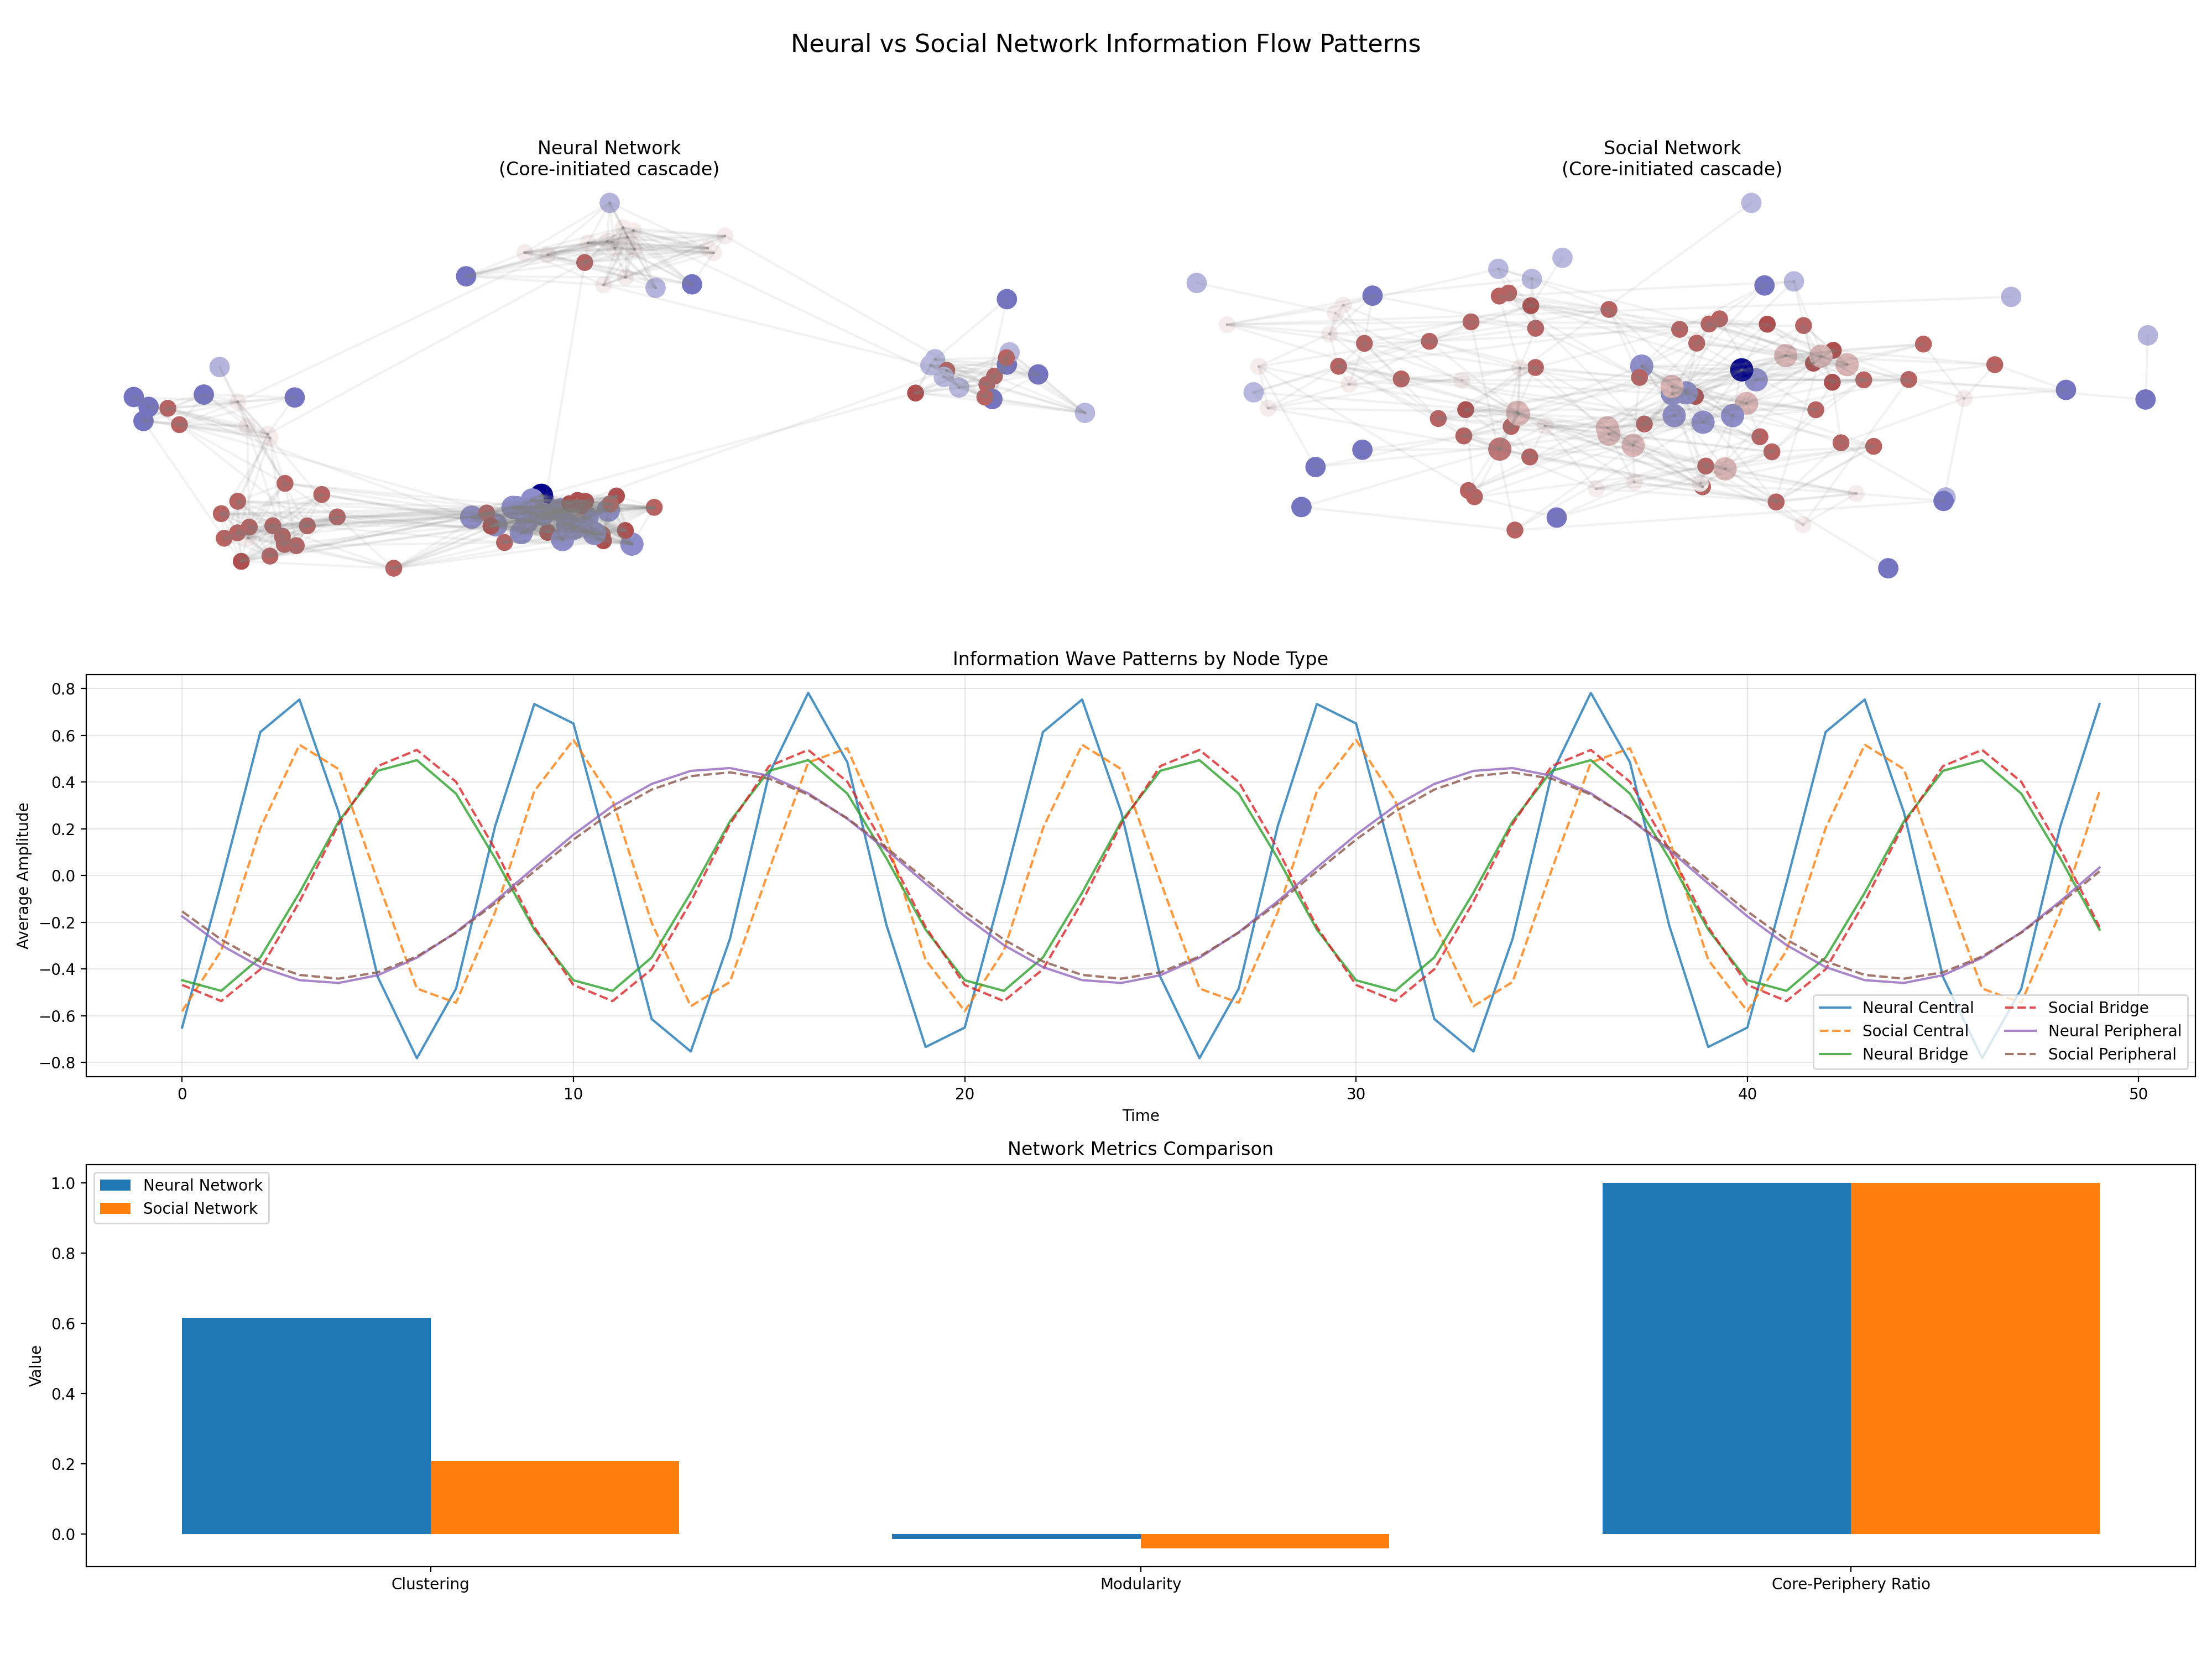 Neural vs Social Network Information Flow Patterns
Neural Network
(Core-initiated cascade)
Social Network
(Core-initiated cascade)
Information Wave Patterns by Node Type
Average Amplitude
0.8
0.6
0.4
0.2
0.0
−0.2
−0.4
−0.6
−0.8
0 10 20 30 40 50
Time
Neural Central
Social Central
Neural Bridge
Social Bridge
Neural Peripheral
Social Peripheral
Network Metrics Comparison
Value
1.0
0.8
0.6
0.4
0.2
0.0
Neural Network
Social Network
Clustering Modularity Core-Periphery Ratio